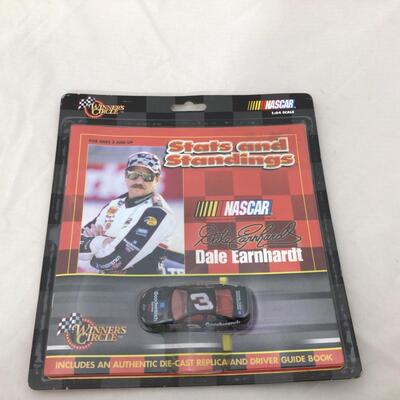 WINNER'S CIRCLE
NASCAR
1:64 SCALE
FOR AGES 3 AND UP
Stats and
Standings
NASCAR
Dale Earnhardt
Dale Earnhardt
3
Goodwrench
WINNER'S CIRCLE
INCLUDES AN AUTHENTIC DIE-CAST REPLICA AND DRIVER GUIDE BOOK